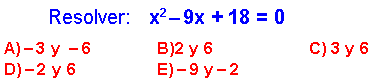 Resolver: x² – 9x + 18 = 0
A) – 3 y – 6 B)2 y 6 C) 3 y 6
D) – 2 y 6 E) – 9 y – 2